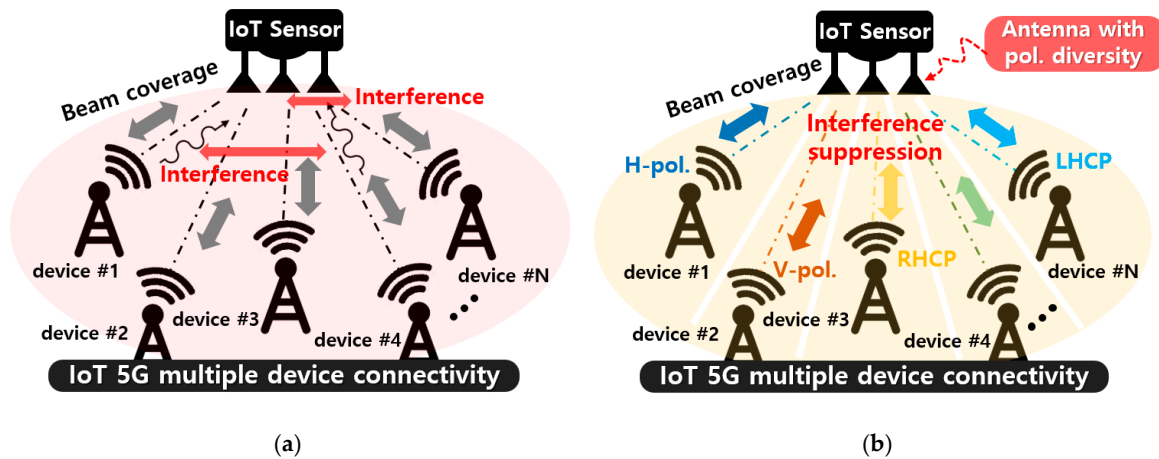 IoT Sensor
Beam coverage
Interference
Interference
device #1
device #2
device #3
device #4
device #N
IoT 5G multiple device connectivity
(a)
IoT Sensor
Antenna with
pol. diversity
Beam coverage
Interference
suppression
H-pol.
LHCP
V-pol.
RHCP
device #1
device #2
device #3
device #4
device #N
IoT 5G multiple device connectivity
(b)